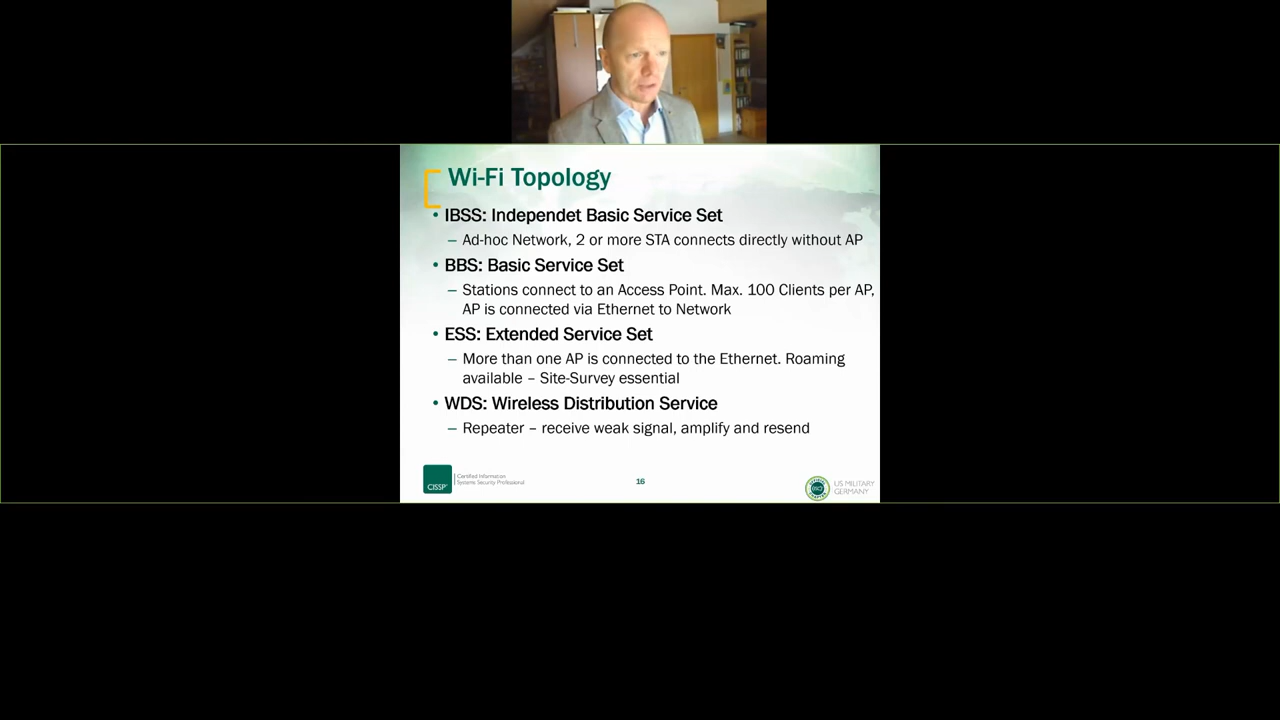 Wi-Fi Topology
• IBSS: Independet Basic Service Set
– Ad-hoc Network, 2 or more STA connects directly without AP
• BBS: Basic Service Set
– Stations connect to an Access Point. Max. 100 Clients per AP,
AP is connected via Ethernet to Network
• ESS: Extended Service Set
– More than one AP is connected to the Ethernet. Roaming
available – Site-Survey essential
• WDS: Wireless Distribution Service
– Repeater – receive weak signal, amplify and resend
CISSP
Certified Information
Systems Security Professional
16
(ISC)²
US MILITARY
GERMANY